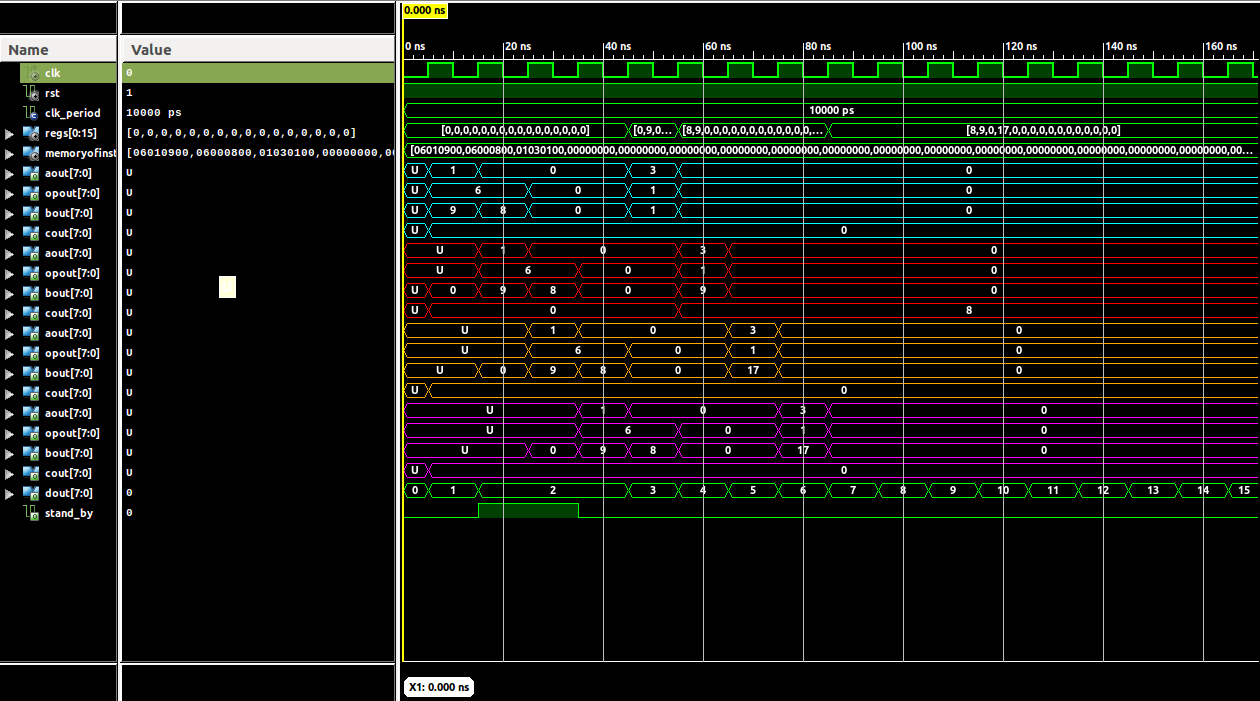 0.000 ns
Name Value 0 ns 20 ns 40 ns 60 ns 80 ns 100 ns 120 ns 140 ns 160 ns
clk 0
rst 1
clk_period 10000 ps 10000 ps
regs[0:15] [0,0,0,0,0,0,0,0,0,0,0,0,0,0,0,0] [0,0,0,0,0,0,0,0,0,0,0,0,0,0,0,0] [0,9,0... [8,9,0,0,0,0,0,0,0,0,0,0,0,... [8,9,0,17,0,0,0,0,0,0,0,0,0,0,0,0]
memoryofinst [06010900,06000800,01030100,00000000,00 [06010900,06000800,01030100,00000000,00000000,00000000,00000000,00000000,00000000,00000000,00000000,00000000,00000000,00000000,00000000,00000000,00...
aout[7:0] U U 1 0 3 0
opout[7:0] U U 6 0 1 0
bout[7:0] U U 9 8 0 1 0
cout[7:0] U U 0
aout[7:0] U U 1 0 3 0
opout[7:0] U U 6 0 1 0
bout[7:0] U U 0 9 8 0 9 0
cout[7:0] U U 0 8
aout[7:0] U U 1 0 3 0
opout[7:0] U U 6 0 1 0
bout[7:0] U U 0 9 8 0 17 0
cout[7:0] U U 0
aout[7:0] U U 1 0 3 0
opout[7:0] U U 6 0 1 0
bout[7:0] U U 0 9 8 0 17 0
cout[7:0] U U 0
dout[7:0] 0 0 1 2 3 4 5 6 7 8 9 10 11 12 13 14 15
stand_by 0
X1: 0.000 ns